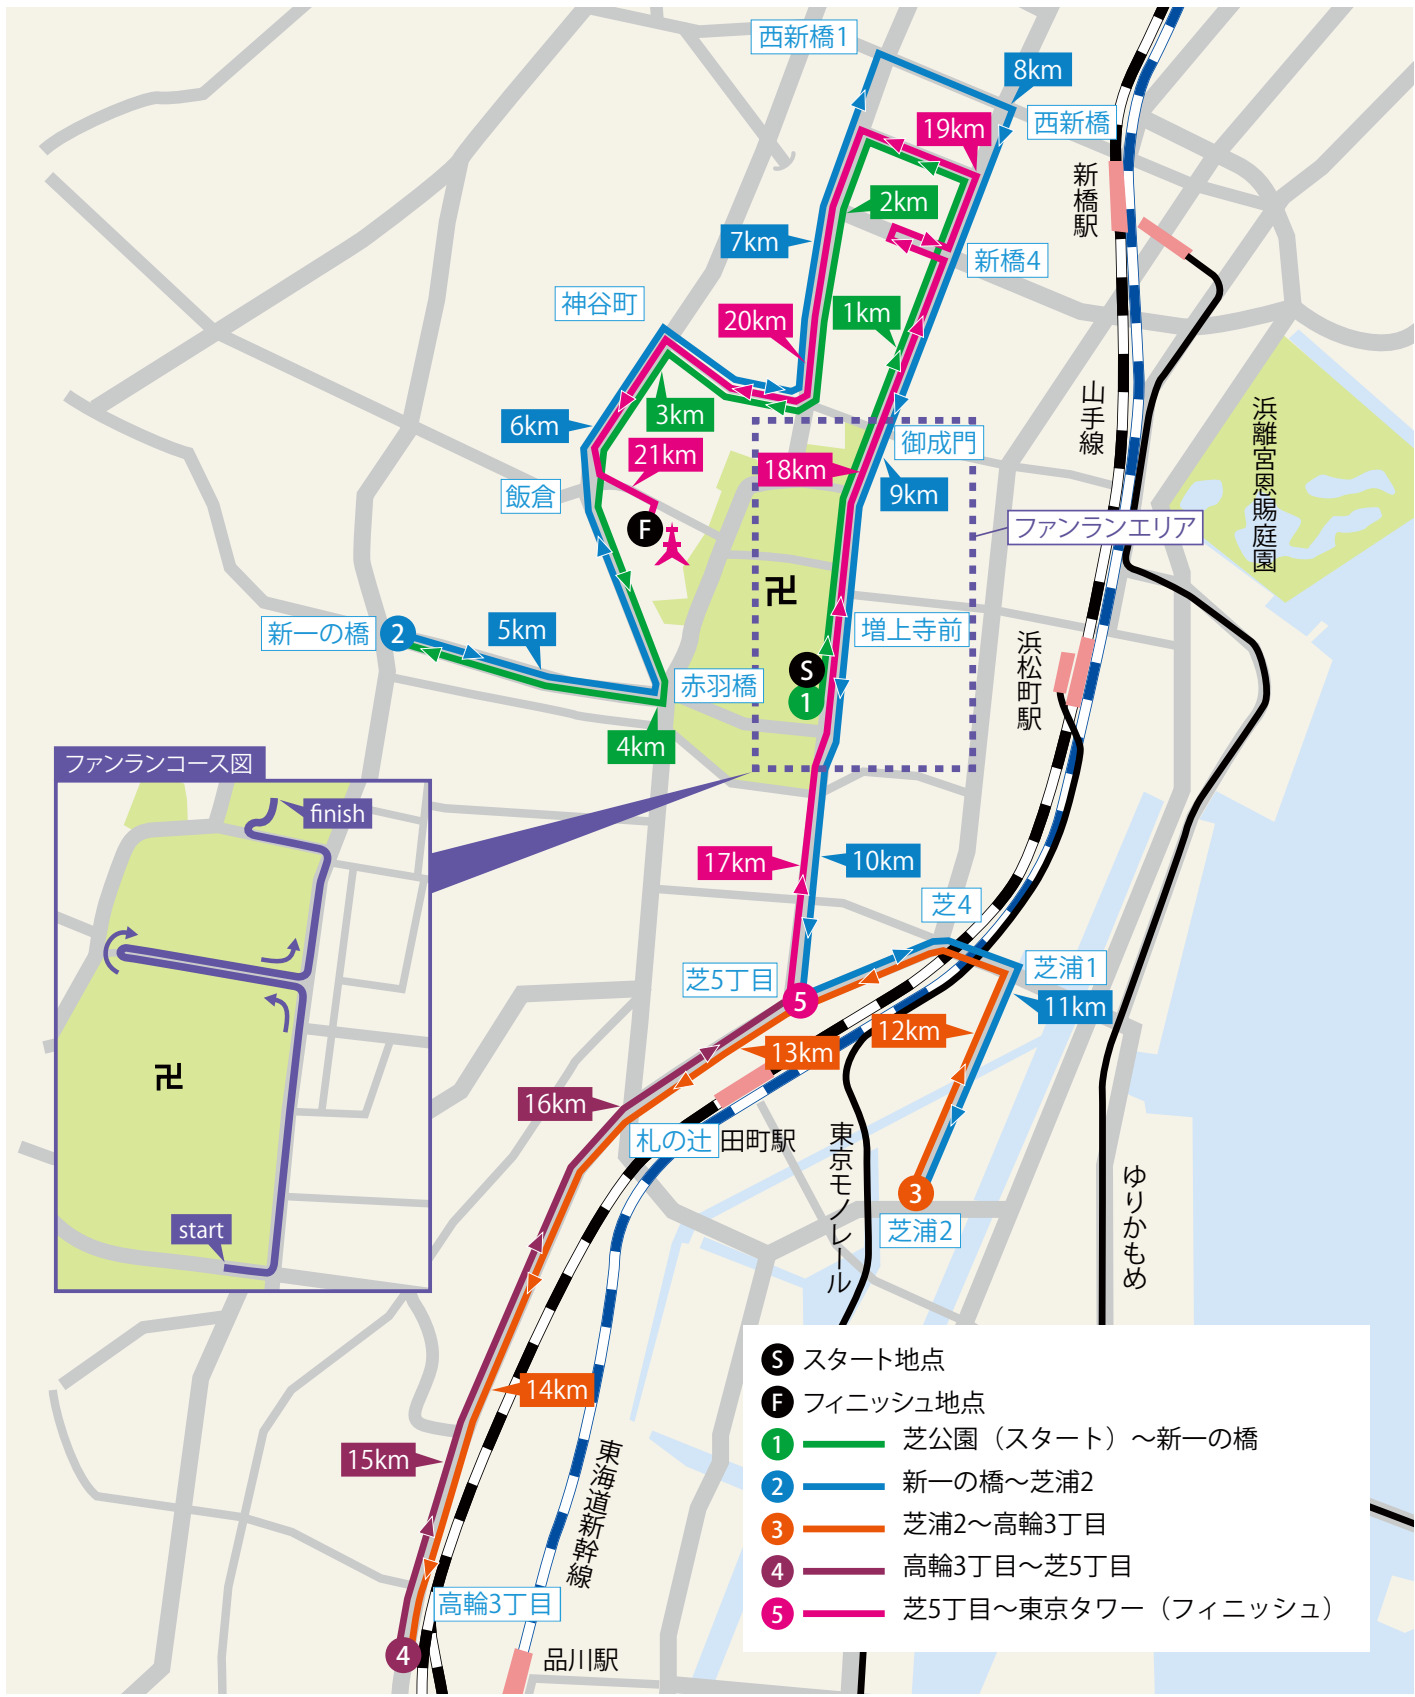 西新橋1
8km
西新橋
19km
新橋駅
2km
7km
新橋4
神谷町
1km
20km
山手線
3km
6km
浜離宮恩賜庭園
御成門
21km
18km
9km
飯倉
F
ファンランエリア
卍
新一の橋
2
5km
増上寺前
浜松町駅
S
1
赤羽橋
4km
ファンランコース図
finish
卍
start
17km
10km
芝4
芝5丁目
5
芝浦1
11km
12km
13km
16km
札の辻
田町駅
東京モノレール
3
芝浦2
ゆりかもめ
14km
15km
東海道新幹線
高輪3丁目
4
品川駅
S スタート地点
F フィニッシュ地点
1 芝公園（スタート）～新一の橋
2 新一の橋～芝浦2
3 芝浦2～高輪3丁目
4 高輪3丁目～芝5丁目
5 芝5丁目～東京タワー（フィニッシュ）